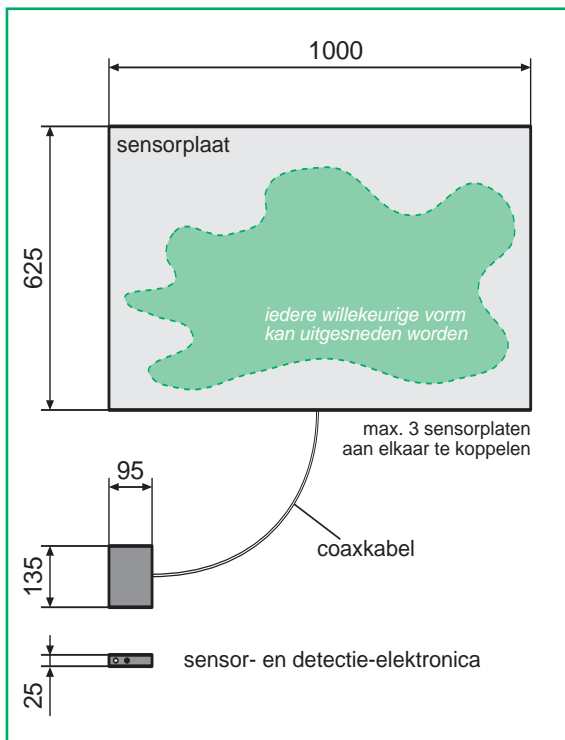 1000
sensorplaat
625
iedere willekeurige vorm
kan uitgesneden worden
max. 3 sensorplaten
aan elkaar te koppelen
95
coaxkabel
135
sensor- en detectie-elektronica
25